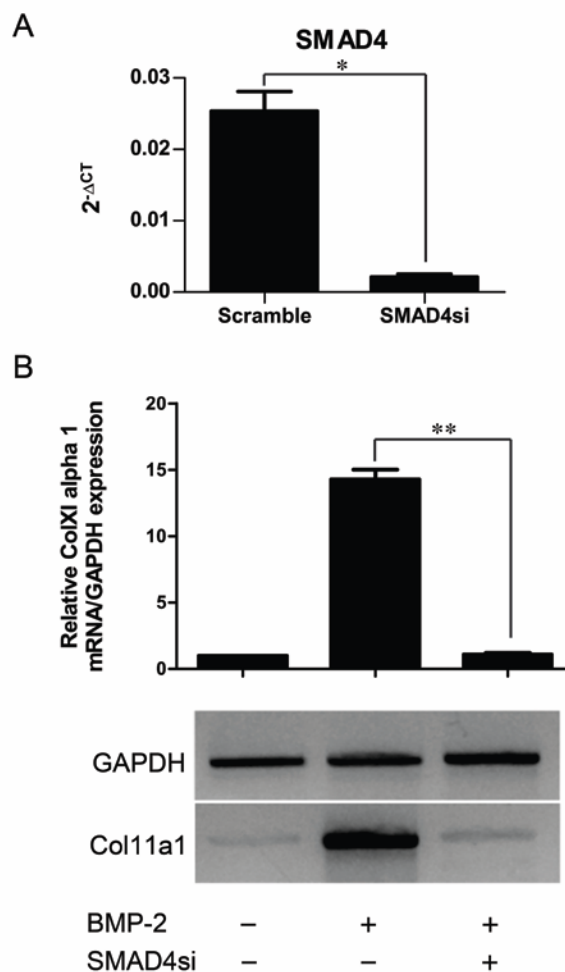 A
SMAD4
*
0.03
0.02
0.01
0.00
2-ΔCT
Scramble
SMAD4si
B
**
20
15
10
5
0
Relative ColXI alpha 1
mRNA/GAPDH expression
GAPDH
Col11a1
BMP-2 – + +
SMAD4si – – +